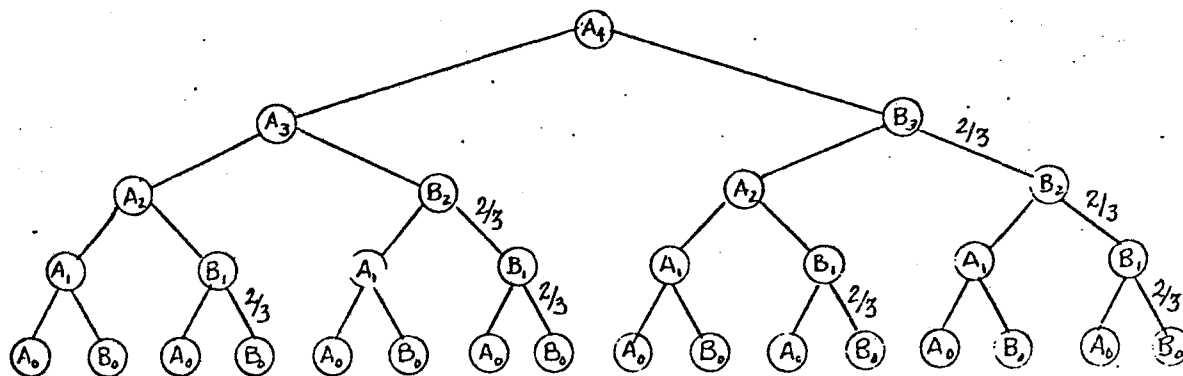 A₄
A₃ B₃ 2/3
A₂ B₂ 2/3 A₂ B₂ 2/3
A₁ B₁ 2/3 A₁ B₁ 2/3 A₁ B₁ 2/3 A₁ B₁ 2/3
A₀ B₀ A₀ B₀ A₀ B₀ A₀ B₀ A₀ B₀ A₀ B₀ A₀ B₀ A₀ B₀